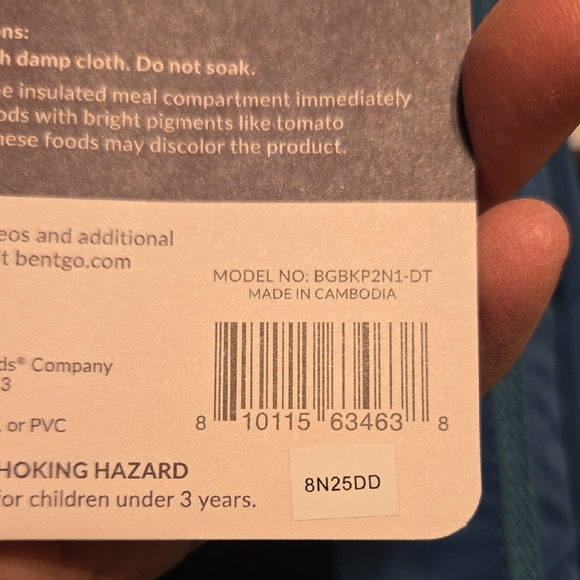 ns:
h damp cloth. Do not soak.
e insulated meal compartment immediately
ods with bright pigments like tomato
hese foods may discolor the product.
eos and additional
t bentgo.com
MODEL NO: BGBKP2N1-DT
MADE IN CAMBODIA
ds® Company
3
, or PVC
8 10115 63463 8
HOKING HAZARD
for children under 3 years.
8N25DD